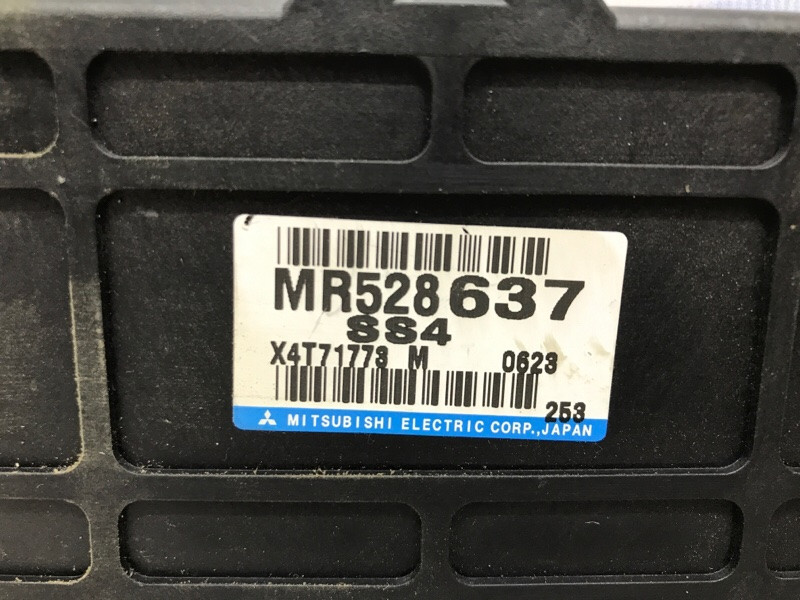 MR528637
SS4
X4T71773 M 0623
253
MITSUBISHI ELECTRIC CORP., JAPAN